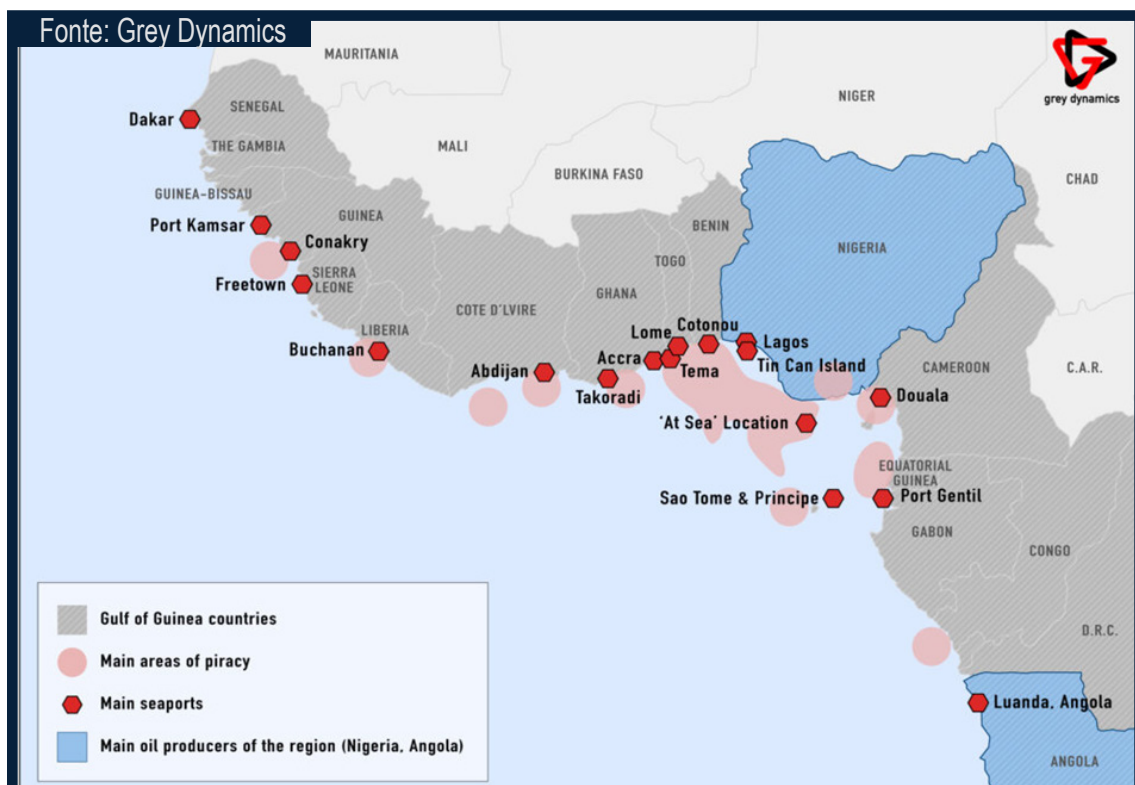 Fonte: Grey Dynamics
grey dynamics
MAURITANIA
SENEGAL
NIGER
Dakar
THE GAMBIA
MALI
BURKINA FASO
CHAD
GUINEA-BISSAU
GUINEA
BENIN
Port Kamsar
Conakry
TOGO
NIGERIA
Freetown
SIERRA
LEONE
GHANA
COTE D'LVIRE
LIBERIA
Lome
Cotonou
Lagos
Buchanan
Abdijan
Accra
Tema
Tin Can Island
CAMEROON
C.A.R.
Takoradi
Douala
'At Sea' Location
EQUATORIAL
GUINEA
Sao Tome & Principe
Port Gentil
GABON
CONGO
D.R.C.
Luanda, Angola
ANGOLA
Gulf of Guinea countries
Main areas of piracy
Main seaports
Main oil producers of the region (Nigeria, Angola)